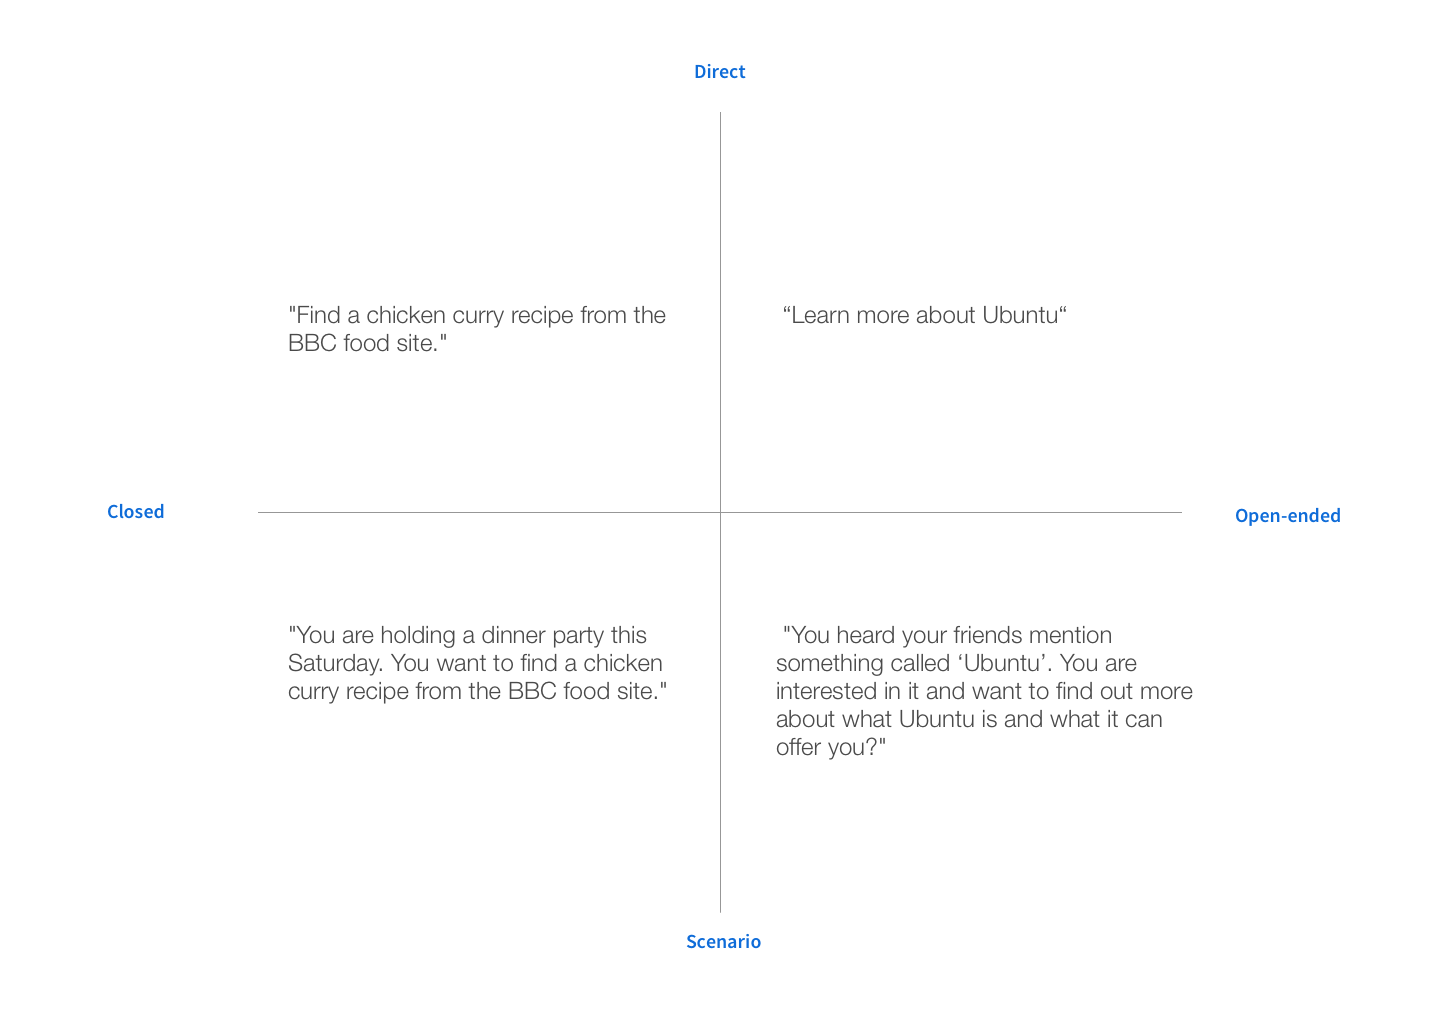 Direct
"Find a chicken curry recipe from the
BBC food site."
“Learn more about Ubuntu“
Closed
Open-ended
"You are holding a dinner party this
Saturday. You want to find a chicken
curry recipe from the BBC food site."
"You heard your friends mention
something called ‘Ubuntu’. You are
interested in it and want to find out more
about what Ubuntu is and what it can
offer you?"
Scenario